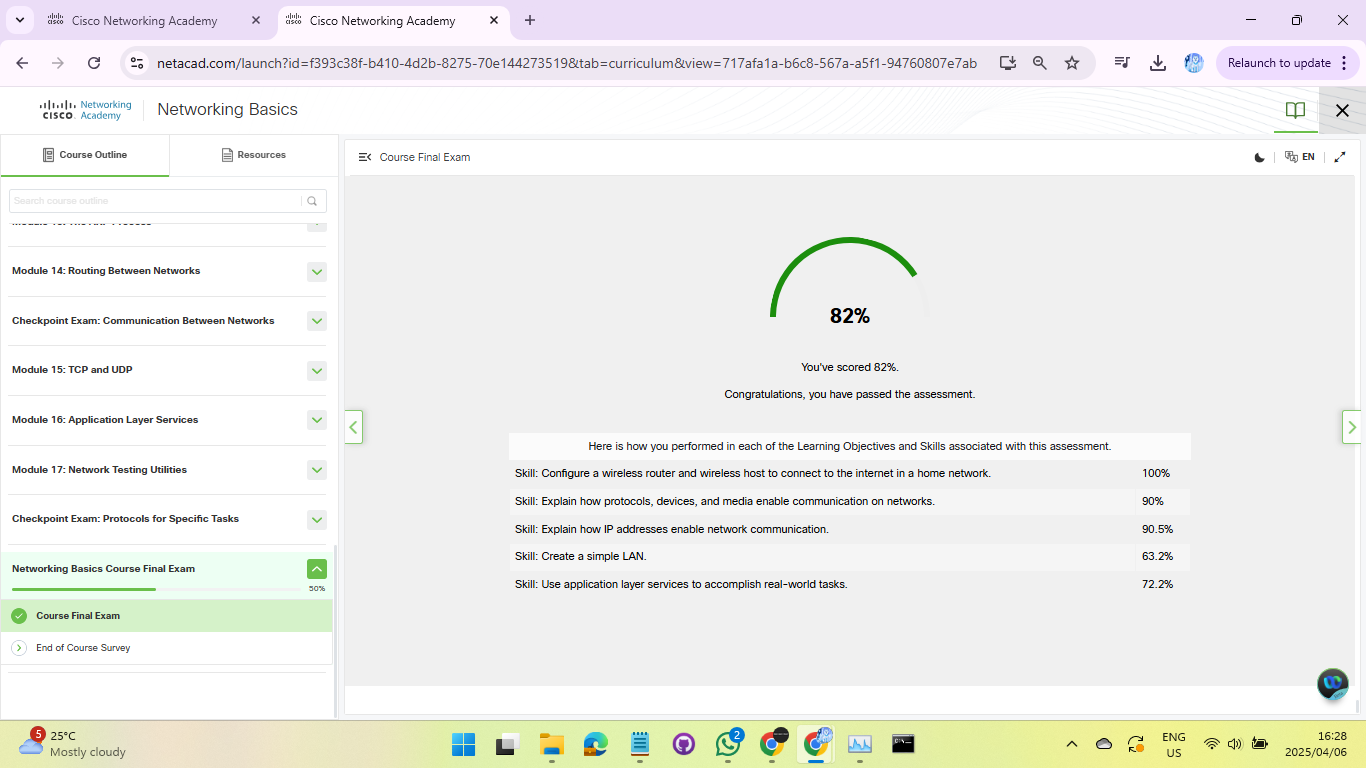 Cisco Networking Academy
Cisco Networking Academy
netacad.com/launch?id=f393c38f-b410-4d2b-8275-70e144273519&tab=curriculum&view=717afa1a-b6c8-567a-a5f1-94760807e7ab
Relaunch to update
CISCO Networking Academy
Networking Basics
Course Outline
Resources
Search course outline
Module 14: Routing Between Networks
Checkpoint Exam: Communication Between Networks
Module 15: TCP and UDP
Module 16: Application Layer Services
Module 17: Network Testing Utilities
Checkpoint Exam: Protocols for Specific Tasks
Networking Basics Course Final Exam
50%
Course Final Exam
End of Course Survey
Course Final Exam
EN
82%
You've scored 82%.
Congratulations, you have passed the assessment.
Here is how you performed in each of the Learning Objectives and Skills associated with this assessment.
Skill: Configure a wireless router and wireless host to connect to the internet in a home network. 100%
Skill: Explain how protocols, devices, and media enable communication on networks. 90%
Skill: Explain how IP addresses enable network communication. 90.5%
Skill: Create a simple LAN. 63.2%
Skill: Use application layer services to accomplish real-world tasks. 72.2%
5
25°C
Mostly cloudy
2
ENG
US
16:28
2025/04/06